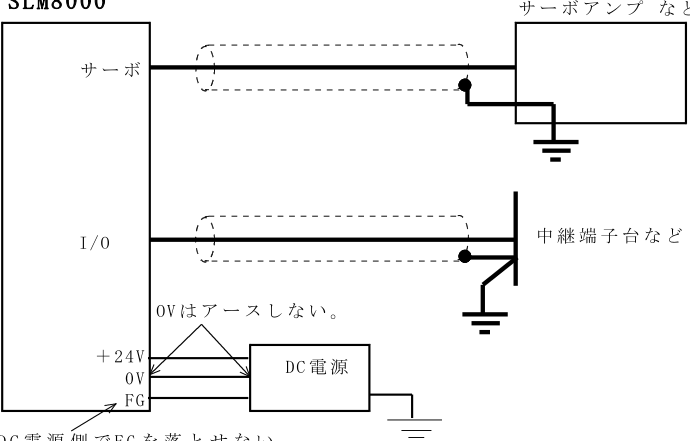 SLM8000
サーボアンプ など
サーボ
I/O
中継端子台など
0Vはアースしない。
+24V
0V
FG
DC電源
DC電源側でFGを落とせない